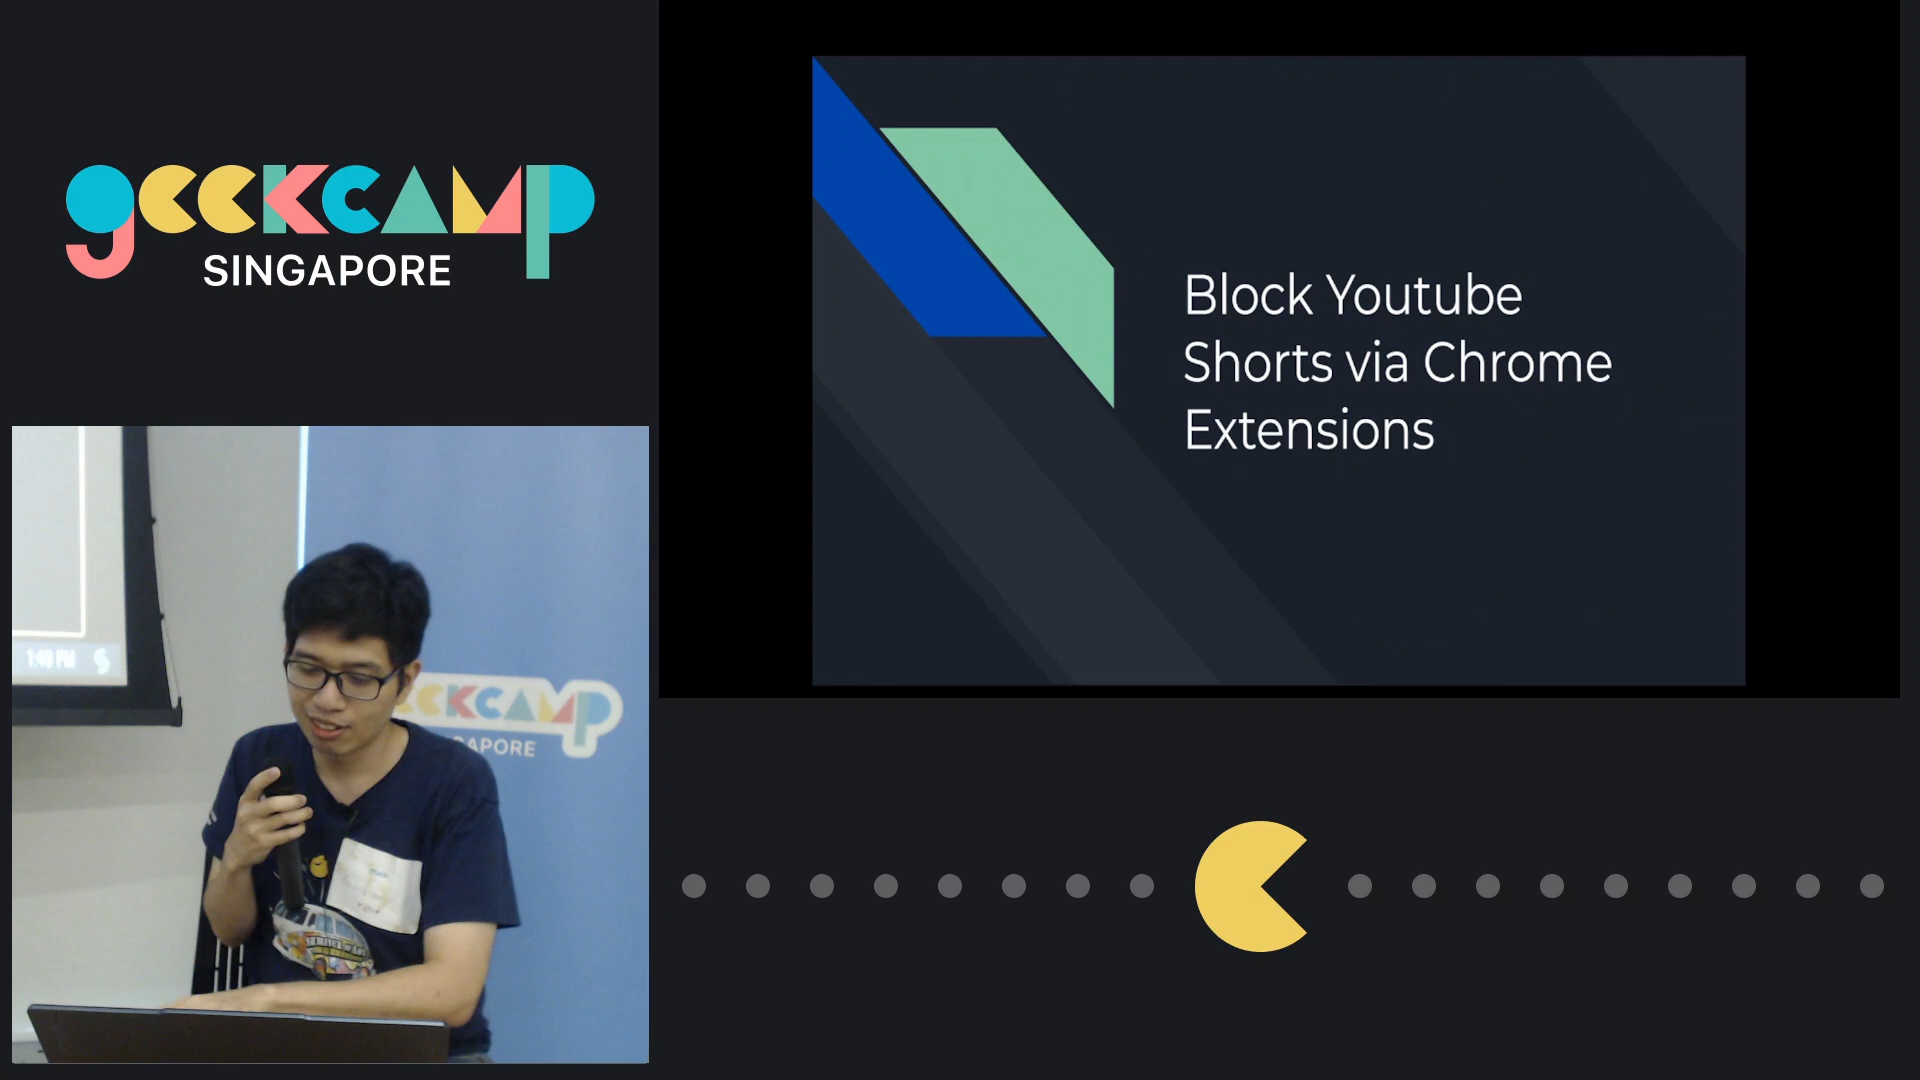 geekcamp
SINGAPORE
Block Youtube
Shorts via Chrome
Extensions